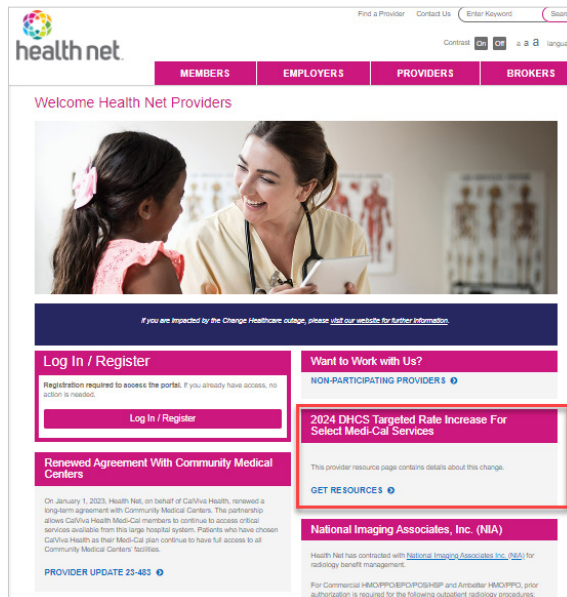 Find a Provider Contact Us Enter Keyword
health net.
Contrast On Off a a a
MEMBERS EMPLOYERS PROVIDERS BROKERS
Welcome Health Net Providers
If you are impacted by the Change Healthcare outage, please visit our website for further information.
Log In / Register
Registration required to access the portal. If you already have access, no
action is needed.
Log In / Register
Renewed Agreement With Community Medical
Centers
On January 1, 2023, Health Net, on behalf of CalViva Health, renewed a
long-term agreement with Community Medical Centers. The partnership
allows CalViva Health Medi-Cal members to continue to access critical
services available from this large hospital system. Patients who have chosen
CalViva Health as their Medi-Cal plan continue to have full access to all
Community Medical Centers' facilities.
PROVIDER UPDATE 23-483
Want to Work with Us?
NON-PARTICIPATING PROVIDERS
2024 DHCS Targeted Rate Increase For
Select Medi-Cal Services
This provider resource page contains details about this change.
GET RESOURCES
National Imaging Associates, Inc. (NIA)
Health Net has contracted with National Imaging Associates Inc. (NIA) for
radiology benefit management.
For Commercial HMO/PPO/EPO/POS/HSP and Ambetter HMO/PPO, prior
authorization is required for the following outpatient radiology procedures.